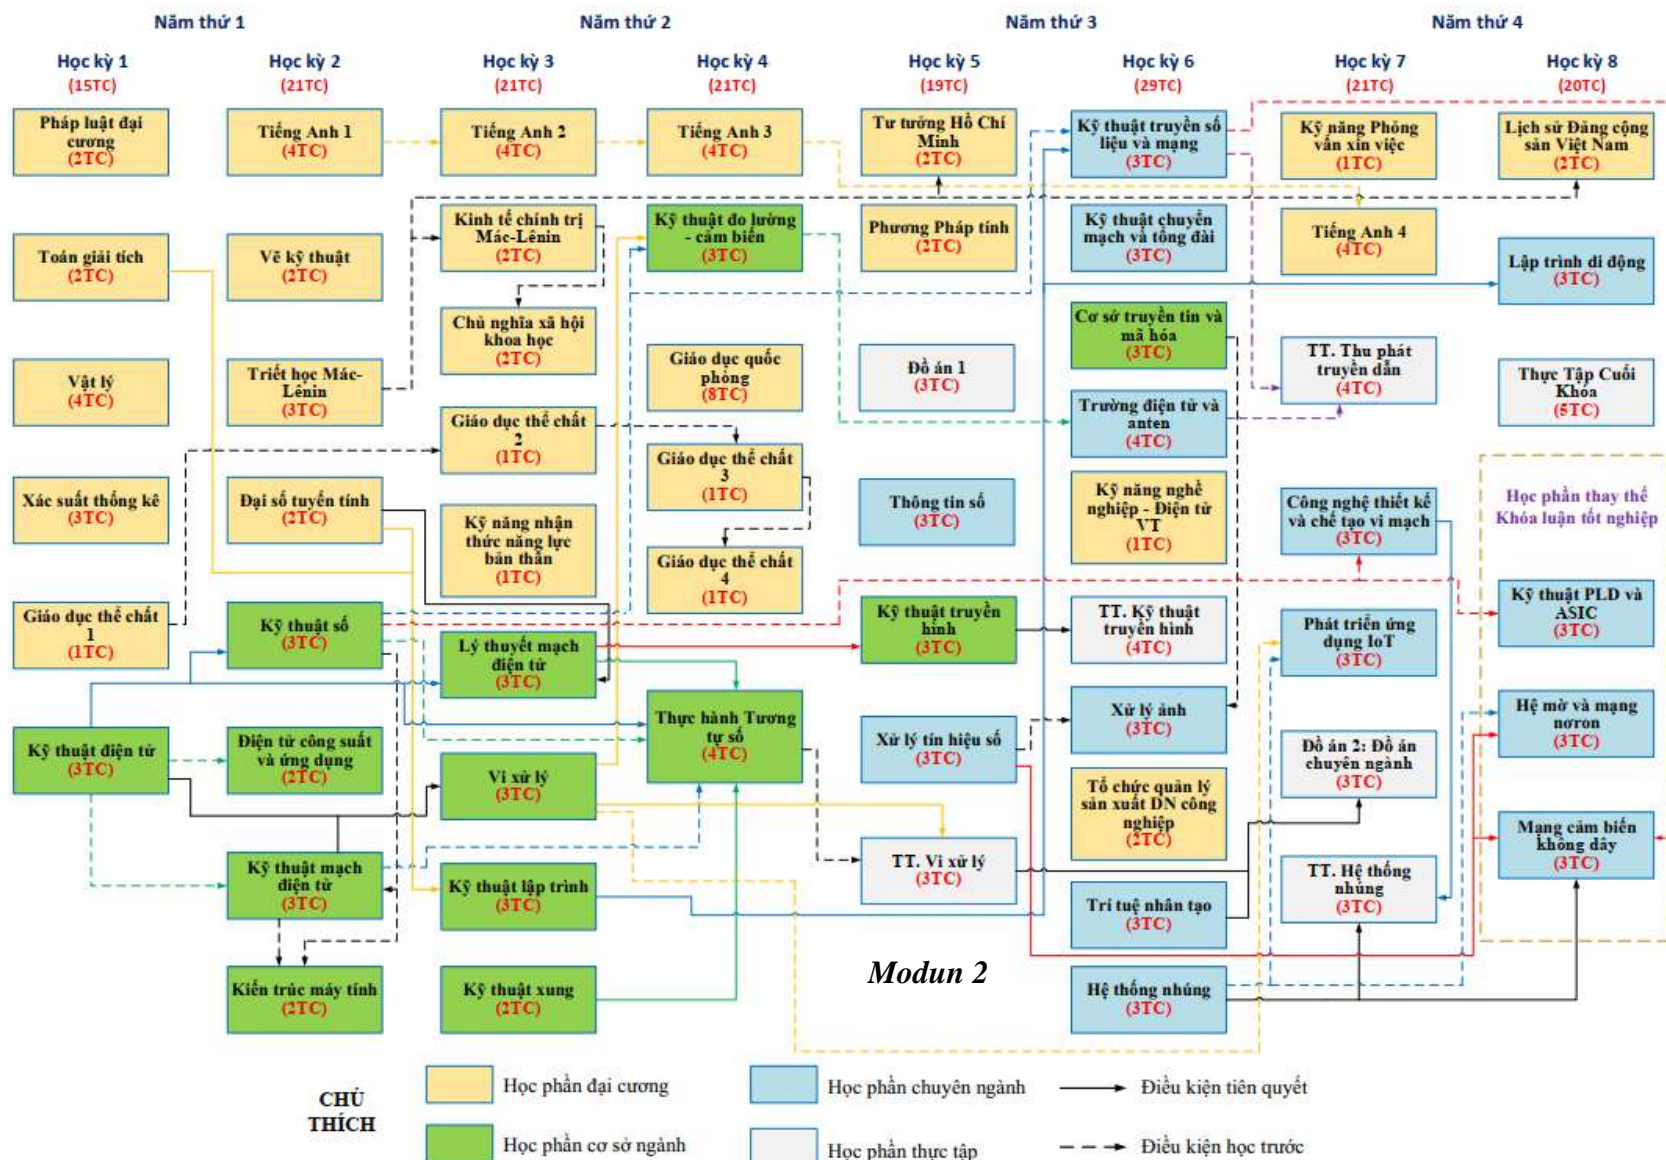 Năm thứ 1
Năm thứ 2
Năm thứ 3
Năm thứ 4
Học kỳ 1
(15TC)
Học kỳ 2
(21TC)
Học kỳ 3
(21TC)
Học kỳ 4
(21TC)
Học kỳ 5
(19TC)
Học kỳ 6
(29TC)
Học kỳ 7
(21TC)
Học kỳ 8
(20TC)
Pháp luật đại
cương
(2TC)
Toán giải tích
(2TC)
Vật lý
(4TC)
Xác suất thống kê
(3TC)
Giáo dục thể chất
1
(1TC)
Kỹ thuật điện tử
(3TC)
Tiếng Anh 1
(4TC)
Vẽ kỹ thuật
(2TC)
Triết học Mác-
Lênin
(3TC)
Đại số tuyến tính
(2TC)
Kỹ thuật số
(3TC)
Điện tử công suất
và ứng dụng
(2TC)
Kỹ thuật mạch
điện tử
(3TC)
Kiến trúc máy tính
(2TC)
Tiếng Anh 2
(4TC)
Kinh tế chính trị
Mác-Lênin
(2TC)
Chủ nghĩa xã hội
khoa học
(2TC)
Giáo dục thể chất
2
(1TC)
Kỹ năng nhận
thức năng lực
bản thân
(1TC)
Lý thuyết mạch
điện tử
(3TC)
Vi xử lý
(3TC)
Kỹ thuật lập trình
(3TC)
Kỹ thuật xung
(2TC)
Tiếng Anh 3
(4TC)
Kỹ thuật đo lường
- cảm biến
(3TC)
Giáo dục quốc
phòng
(8TC)
Giáo dục thể chất
3
(1TC)
Giáo dục thể chất
4
(1TC)
Thực hành Tương
tự số
(4TC)
Tư tưởng Hồ Chí
Minh
(2TC)
Phương Pháp tính
(2TC)
Đồ án 1
(3TC)
Thông tin số
(3TC)
Kỹ thuật truyền
hình
(3TC)
Xử lý tín hiệu số
(3TC)
TT. Vi xử lý
(3TC)
Modun 2
Kỹ thuật truyền số
liệu và mạng
(3TC)
Kỹ thuật chuyển
mạch và tổng đài
(3TC)
Cơ sở truyền tin và
mã hóa
(3TC)
Trường điện từ và
anten
(4TC)
Kỹ năng nghề
nghiệp - Điện tử
VT
(1TC)
TT. Kỹ thuật
truyền hình
(4TC)
Xử lý ảnh
(3TC)
Tổ chức quản lý
sản xuất DN công
nghiệp
(2TC)
Trí tuệ nhân tạo
(3TC)
Hệ thống nhúng
(3TC)
Kỹ năng Phỏng
vấn xin việc
(1TC)
Tiếng Anh 4
(4TC)
TT. Thu phát
truyền dẫn
(4TC)
Công nghệ thiết kế
và chế tạo vi mạch
(3TC)
Phát triển ứng
dụng IoT
(3TC)
Đồ án 2: Đồ án
chuyên ngành
(3TC)
TT. Hệ thống
nhúng
(3TC)
Lịch sử Đảng cộng
sản Việt Nam
(2TC)
Lập trình di động
(3TC)
Thực Tập Cuối
Khóa
(5TC)
Học phần thay thế
Khóa luận tốt nghiệp
Kỹ thuật PLD và
ASIC
(3TC)
Hệ mờ và mạng
nơron
(3TC)
Mạng cảm biến
không dây
(3TC)
CHÚ
THÍCH
Học phần đại cương
Học phần chuyên ngành
Điều kiện tiên quyết
Học phần cơ sở ngành
Học phần thực tập
Điều kiện học trước